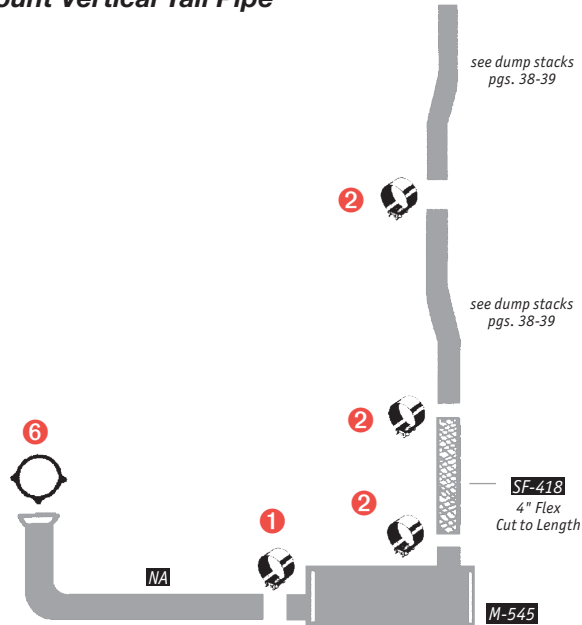 Vertical Tail Pipe
see dump stacks
pgs. 38-39
2
see dump stacks
pgs. 38-39
2
6
SF-418
4" Flex
Cut to Length
1
2
NA
M-545